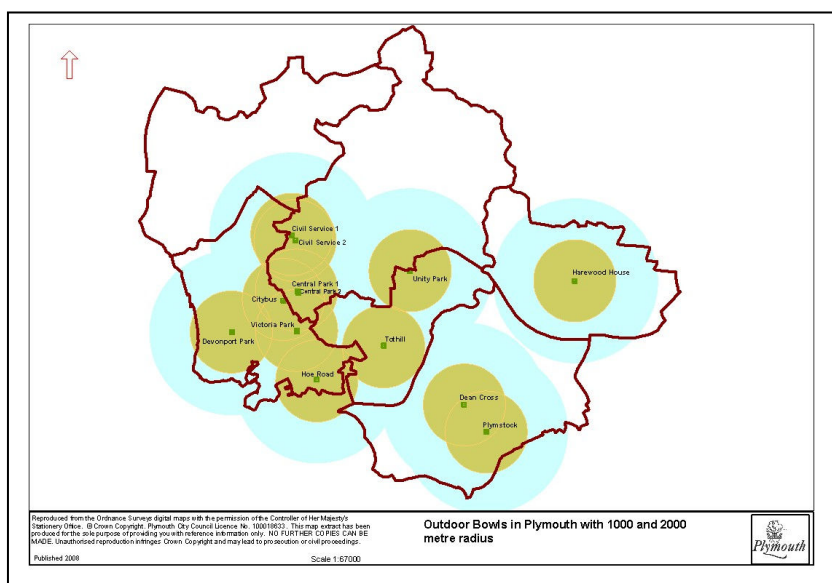 Civil Service 1
Civil Service 2
Unity Park
Harewood House
Central Park 1
Central Park 2
Citybus
Victoria Park
Devonport Park
Tothill
Hoe Road
Dean Cross
Plymstock
Reproduced from the Ordnance Surveys digital maps with the permission of the Controller of Her Majesty's
Stationery Office. © Crown Copyright. Plymouth City Council Licence No. 100018633. This map extract has been
produced for the sole purpose of providing you with reference information only. NO FURTHER COPIES CAN BE
MADE. Unauthorised reproduction infringes Crown Copyright and may lead to prosecution or civil proceedings.
Published 2008
Scale 1:67000
Outdoor Bowls in Plymouth with 1000 and 2000
metre radius
Plymouth